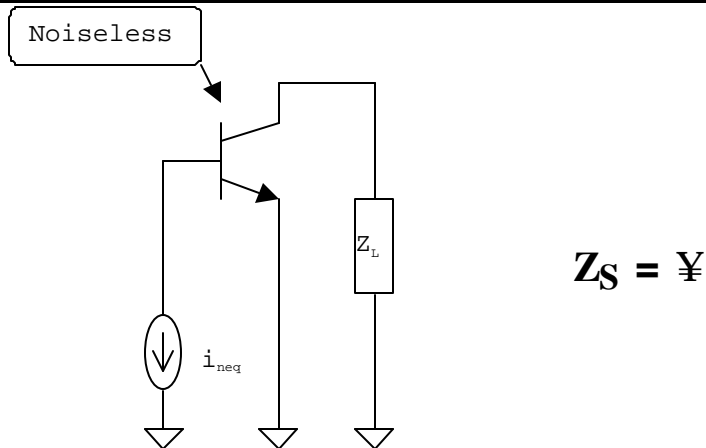 Noiseless
Z_L
Z_S = ¥
i_neq